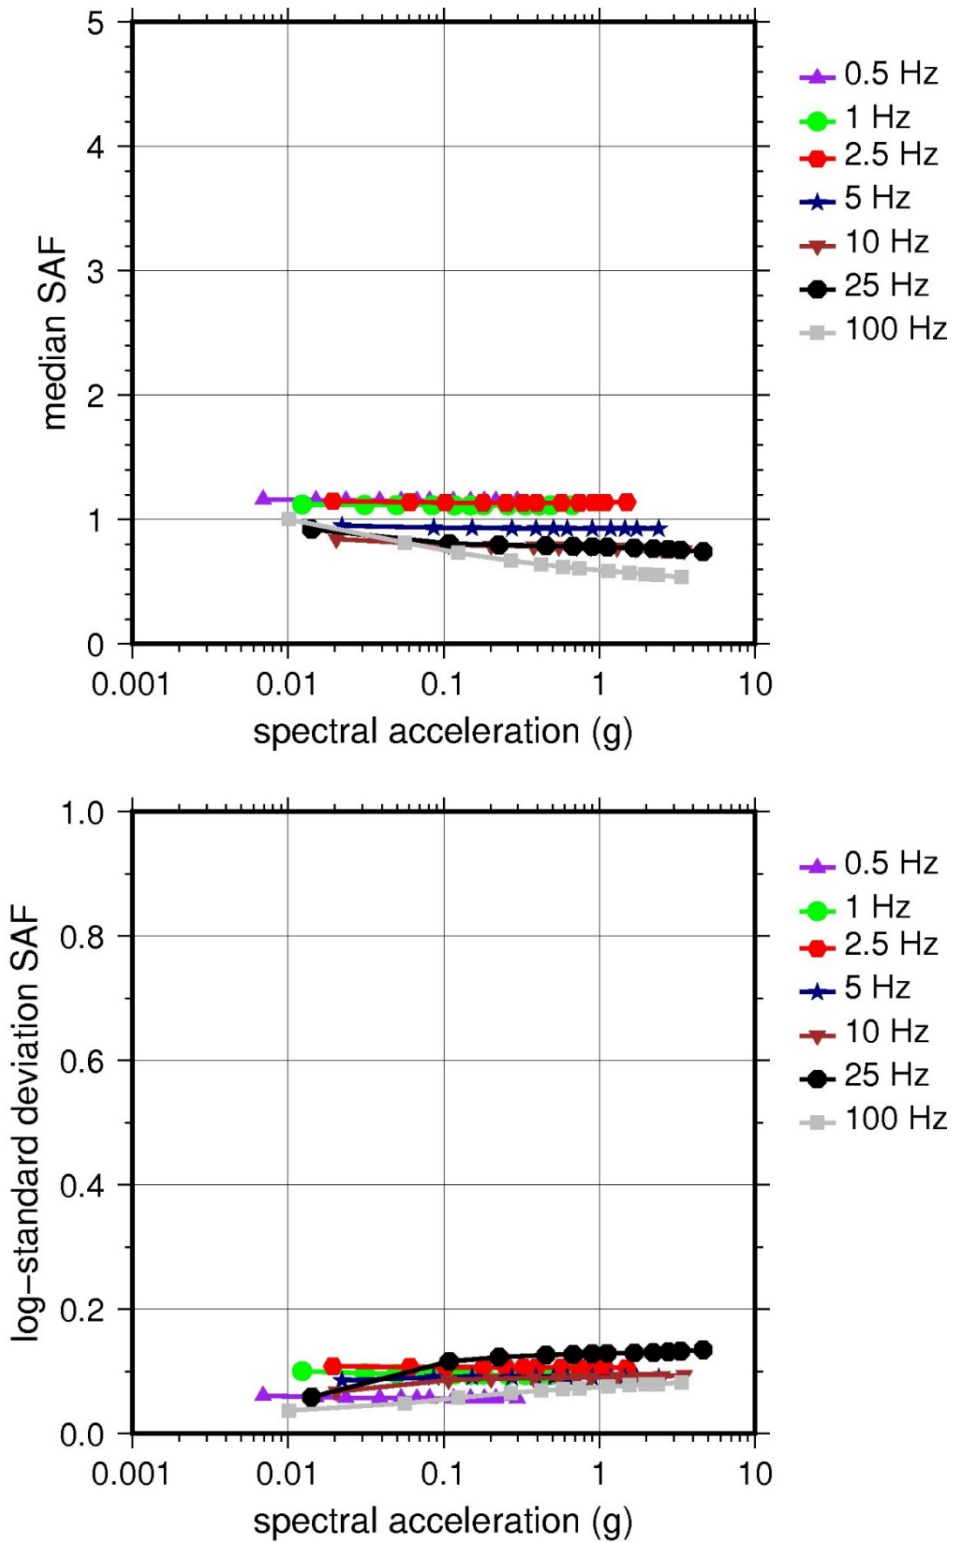 5
4
3
2
1
0
median SAF
0.001 0.01 0.1 1 10
spectral acceleration (g)
0.5 Hz
1 Hz
2.5 Hz
5 Hz
10 Hz
25 Hz
100 Hz
1.0
0.8
0.6
0.4
0.2
0.0
log-standard deviation SAF
0.001 0.01 0.1 1 10
spectral acceleration (g)
0.5 Hz
1 Hz
2.5 Hz
5 Hz
10 Hz
25 Hz
100 Hz